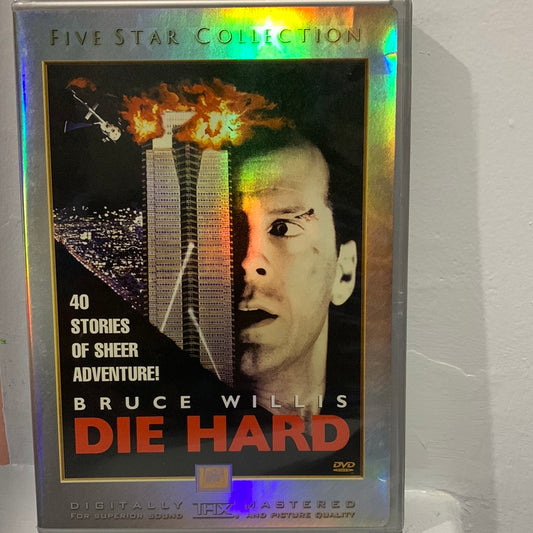 FIVE STAR COLLECTION
40
STORIES
OF SHEER
ADVENTURE!
BRUCE WILLIS
DIE HARD
DVD
DIGITALLY THX MASTERED
FOR SUPERIOR SOUND AND PICTURE QUALITY